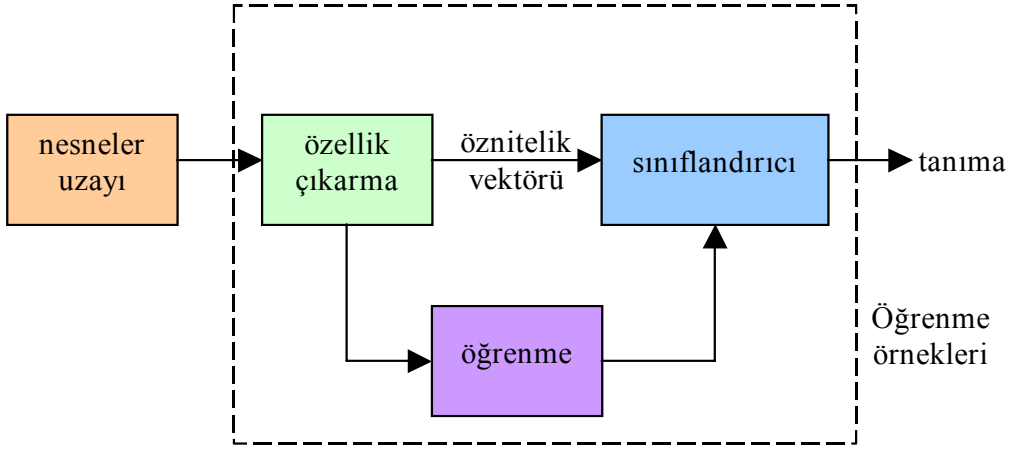 nesneler
uzayı
özellik
çıkarma
öznitelik
vektörü
sınıflandırıcı
tanıma
öğrenme
Öğrenme
örnekleri